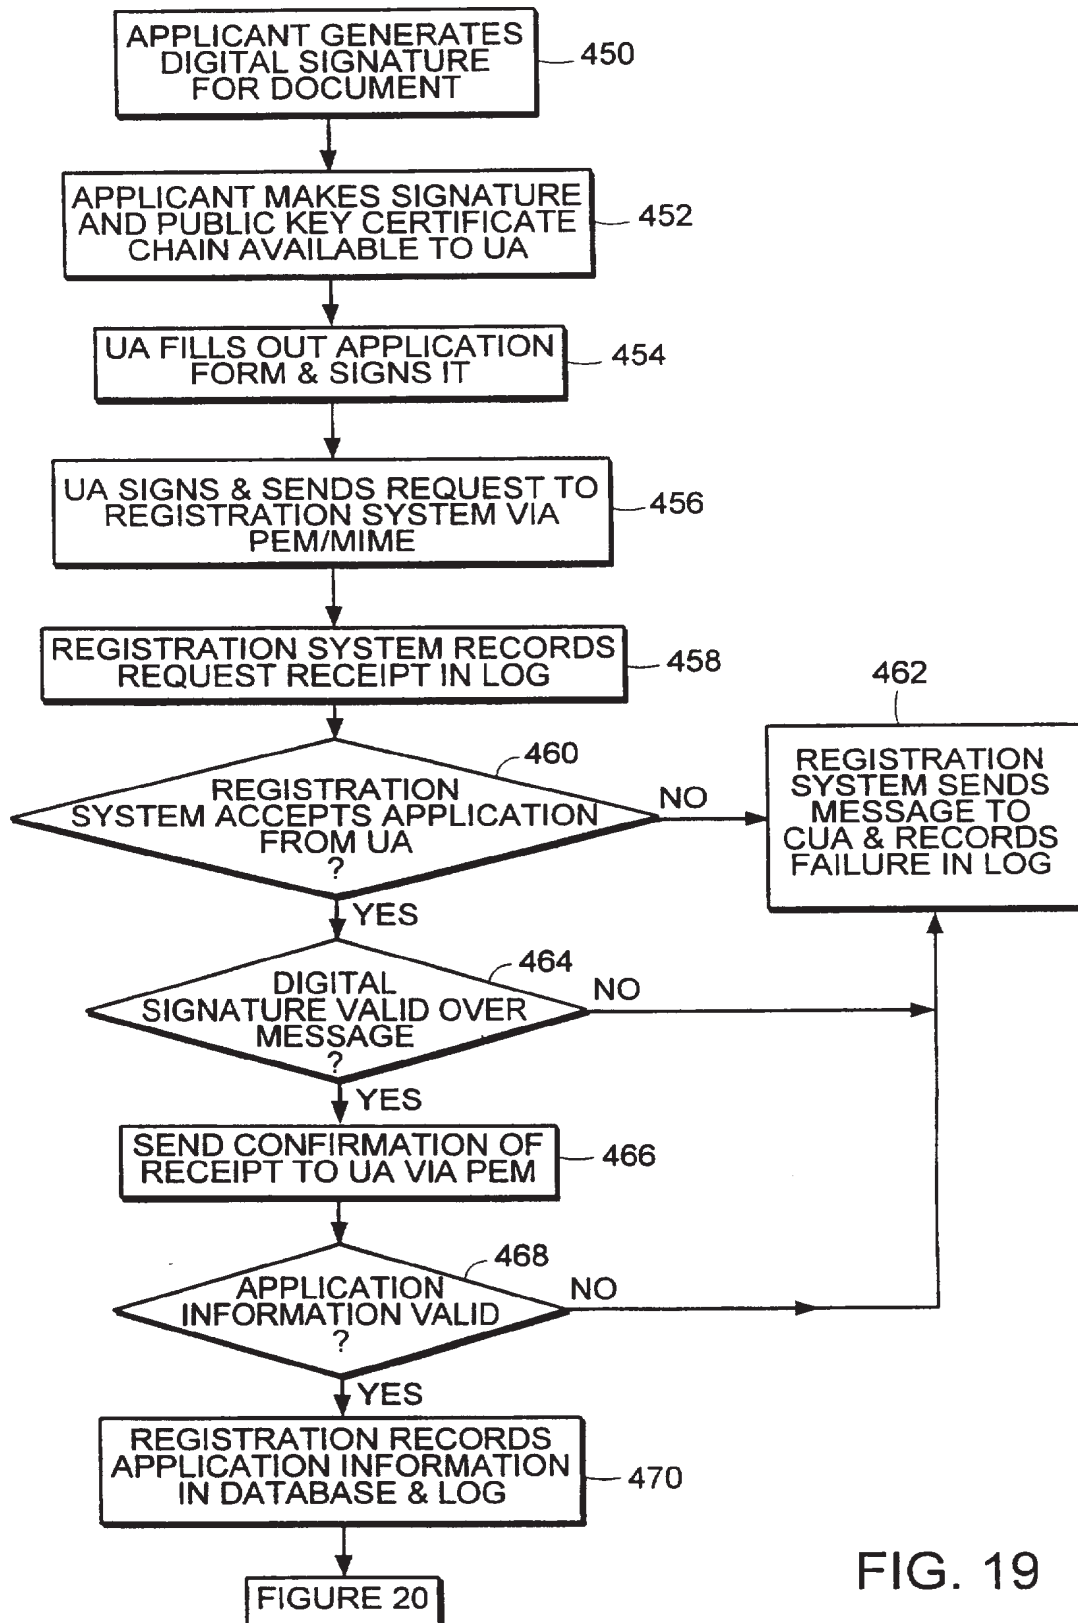 APPLICANT GENERATES
DIGITAL SIGNATURE
FOR DOCUMENT
450
APPLICANT MAKES SIGNATURE
AND PUBLIC KEY CERTIFICATE
CHAIN AVAILABLE TO UA
452
UA FILLS OUT APPLICATION
FORM & SIGNS IT
454
UA SIGNS & SENDS REQUEST TO
REGISTRATION SYSTEM VIA
PEM/MIME
456
REGISTRATION SYSTEM RECORDS
REQUEST RECEIPT IN LOG
458
460
REGISTRATION
SYSTEM ACCEPTS APPLICATION
FROM UA
?
NO
462
REGISTRATION
SYSTEM SENDS
MESSAGE TO
CUA & RECORDS
FAILURE IN LOG
YES
464
DIGITAL
SIGNATURE VALID OVER
MESSAGE
?
NO
YES
SEND CONFIRMATION OF
RECEIPT TO UA VIA PEM
466
468
APPLICATION
INFORMATION VALID
?
NO
YES
REGISTRATION RECORDS
APPLICATION INFORMATION
IN DATABASE & LOG
470
FIGURE 20
FIG. 19